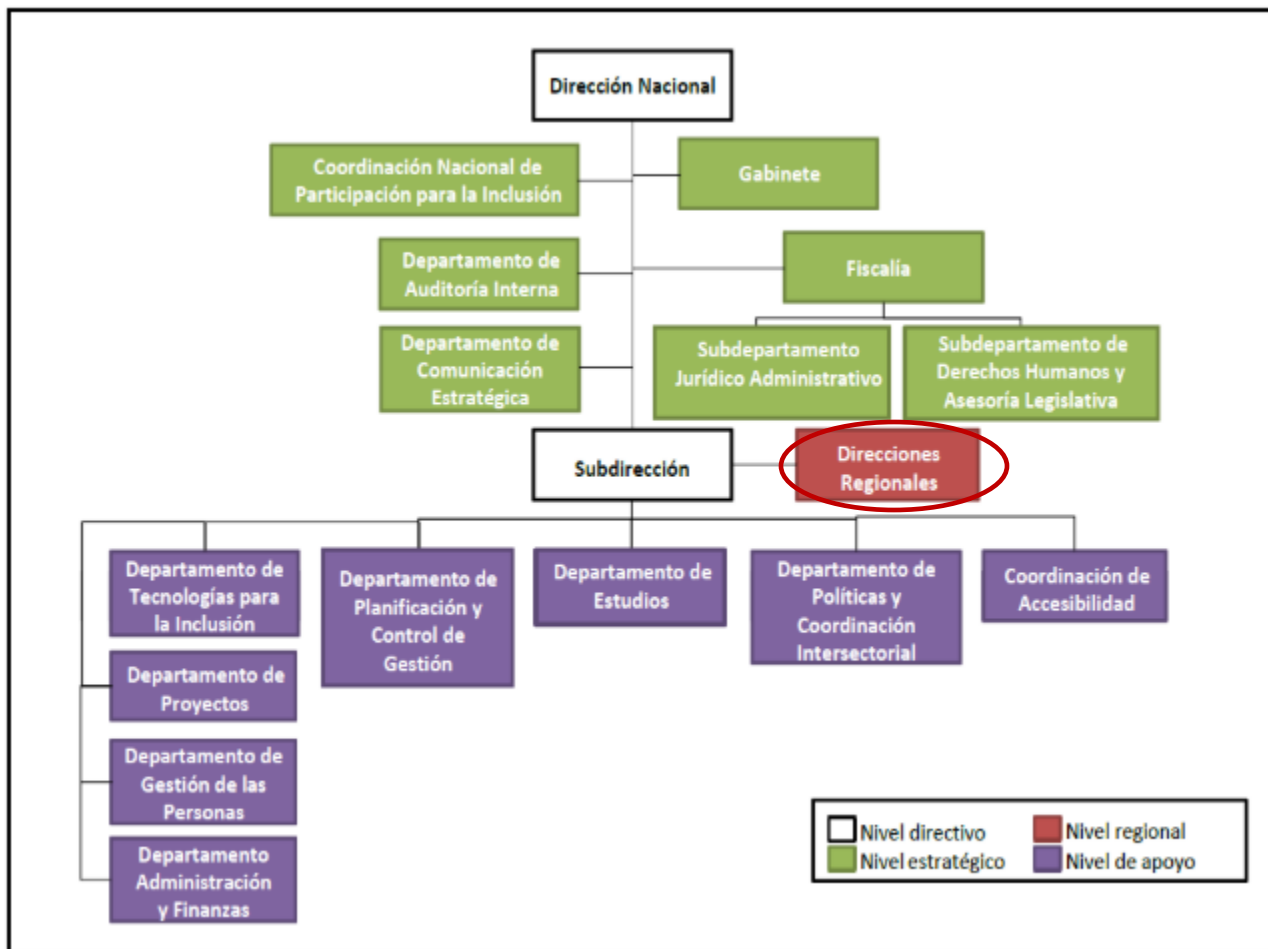 Dirección Nacional
Coordinación Nacional de
Participación para la Inclusión
Gabinete
Departamento de
Auditoría Interna
Fiscalía
Departamento de
Comunicación
Estratégica
Subdepartamento
Jurídico Administrativo
Subdepartamento de
Derechos Humanos y
Asesoría Legislativa
Subdirección
Direcciones
Regionales
Departamento de
Tecnologías para
la Inclusión
Departamento de
Planificación y
Control de
Gestión
Departamento de
Estudios
Departamento de
Políticas y
Coordinación
Intersectorial
Coordinación de
Accesibilidad
Departamento de
Proyectos
Departamento de
Gestión de las
Personas
Departamento
Administración
y Finanzas
Nivel directivo
Nivel regional
Nivel estratégico
Nivel de apoyo